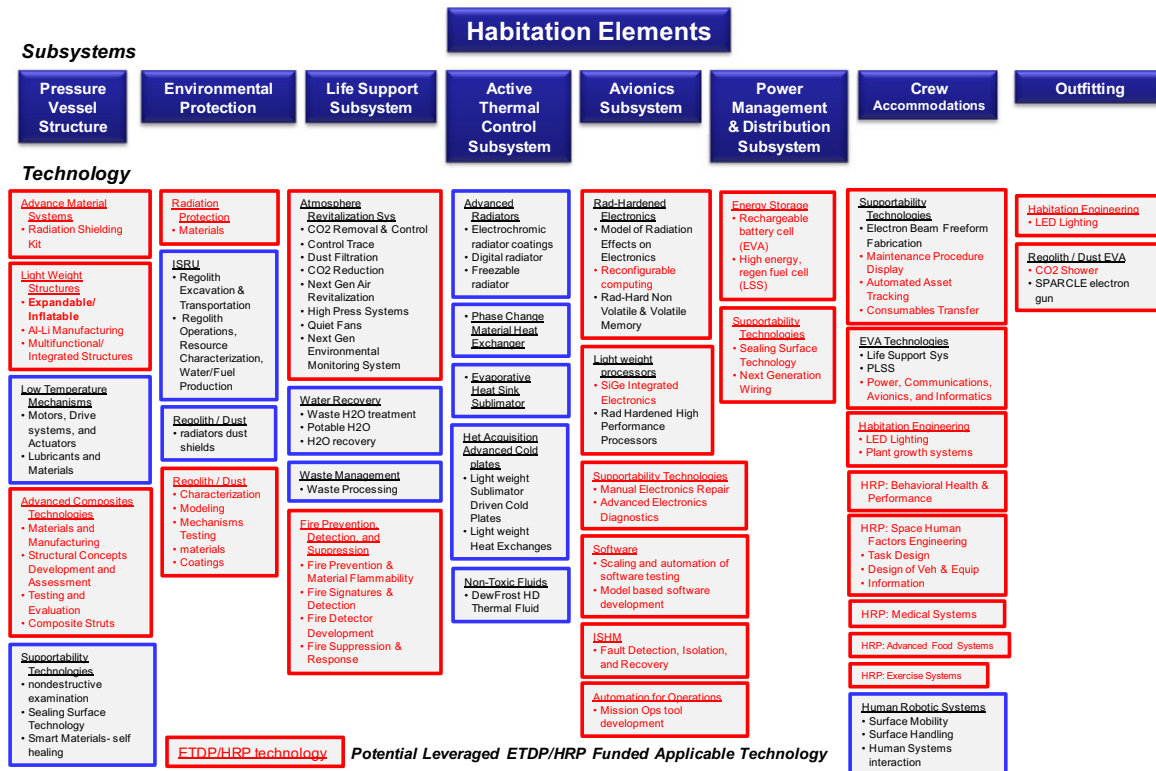 Habitation Elements
Subsystems
Pressure
Vessel
Structure
Environmental
Protection
Life Support
Subsystem
Active
Thermal
Control
Subsystem
Avionics
Subsystem
Power
Management
& Distribution
Subsystem
Crew
Accommodations
Outfitting
Technology
Advance Material
Systems
• Radiation Shielding
Kit
Light Weight
Structures
• Expandable/
Inflatable
• Al-Li Manufacturing
• Multifunctional/
Integrated Structures
Low Temperature
Mechanisms
• Motors, Drive
systems, and
Actuators
• Lubricants and
Materials
Advanced Composites
Technologies
• Materials and
Manufacturing
• Structural Concepts
Development and
Assessment
• Testing and
Evaluation
• Composite Struts
Supportability
Technologies
• nondestructive
examination
• Sealing Surface
Technology
• Smart Materials- self
healing
Radiation
Protection
• Materials
ISRU
• Regolith
Excavation &
Transportation
• Regolith
Operations,
Resource
Characterization,
Water/Fuel
Production
Regolith / Dust
• radiators dust
shields
Regolith / Dust
• Characterization
• Modeling
• Mechanisms
Testing
• materials
• Coatings
Atmosphere
Revitalization Sys
• CO2 Removal & Control
• Control Trace
• Dust Filtration
• CO2 Reduction
• Next Gen Air
Revitalization
• High Press Systems
• Quiet Fans
• Next Gen
Environmental
Monitoring System
Water Recovery
• Waste H2O treatment
• Potable H2O
• H2O recovery
Waste Management
• Waste Processing
Fire Prevention,
Detection, and
Suppression
• Fire Prevention &
Material Flammability
• Fire Signatures &
Detection
• Fire Detector
Development
• Fire Suppression &
Response
Advanced
Radiators
• Electrochromic
radiator coatings
• Digital radiator
• Freezable
radiator
• Phase Change
Material Heat
Exchanger
• Evaporative
Heat Sink
Sublimator
Het Acquisition
Advanced Cold
plates
• Light weight
Sublimator
Driven Cold
Plates
• Light weight
Heat Exchanges
Non-Toxic Fluids
• DewFrost HD
Thermal Fluid
Rad-Hardened
Electronics
• Model of Radiation
Effects on
Electronics
• Reconfigurable
computing
• Rad-Hard Non
Volatile & Volatile
Memory
Light weight
processors
• SiGe Integrated
Electronics
• Rad Hardened High
Performance
Processors
Supportability Technologies
• Manual Electronics Repair
• Advanced Electronics
Diagnostics
Software
• Scaling and automation of
software testing
• Model based software
development
ISHM
• Fault Detection, Isolation,
and Recovery
Automation for Operations
• Mission Ops tool
development
Energy Storage
• Rechargeable
battery cell
(EVA)
• High energy,
regen fuel cell
(LSS)
Supportability
Technologies
• Sealing Surface
Technology
• Next Generation
Wiring
Supportability
Technologies
• Electron Beam Freeform
Fabrication
• Maintenance Procedure
Display
• Automated Asset
Tracking
• Consumables Transfer
EVA Technologies
• Life Support Sys
• PLSS
• Power, Communications,
Avionics, and Informatics
Habitation Engineering
• LED Lighting
• Plant growth systems
HRP: Behavioral Health &
Performance
HRP: Space Human
Factors Engineering
• Task Design
• Design of Veh & Equip
• Information
HRP: Medical Systems
HRP: Advanced Food Systems
HRP: Exercise Systems
Human Robotic Systems
• Surface Mobility
• Surface Handling
• Human Systems
interaction
Habitation Engineering
• LED Lighting
Regolith / Dust EVA
• CO2 Shower
• SPARCLE electron
gun
ETDP/HRP technology
Potential Leveraged ETDP/HRP Funded Applicable Technology